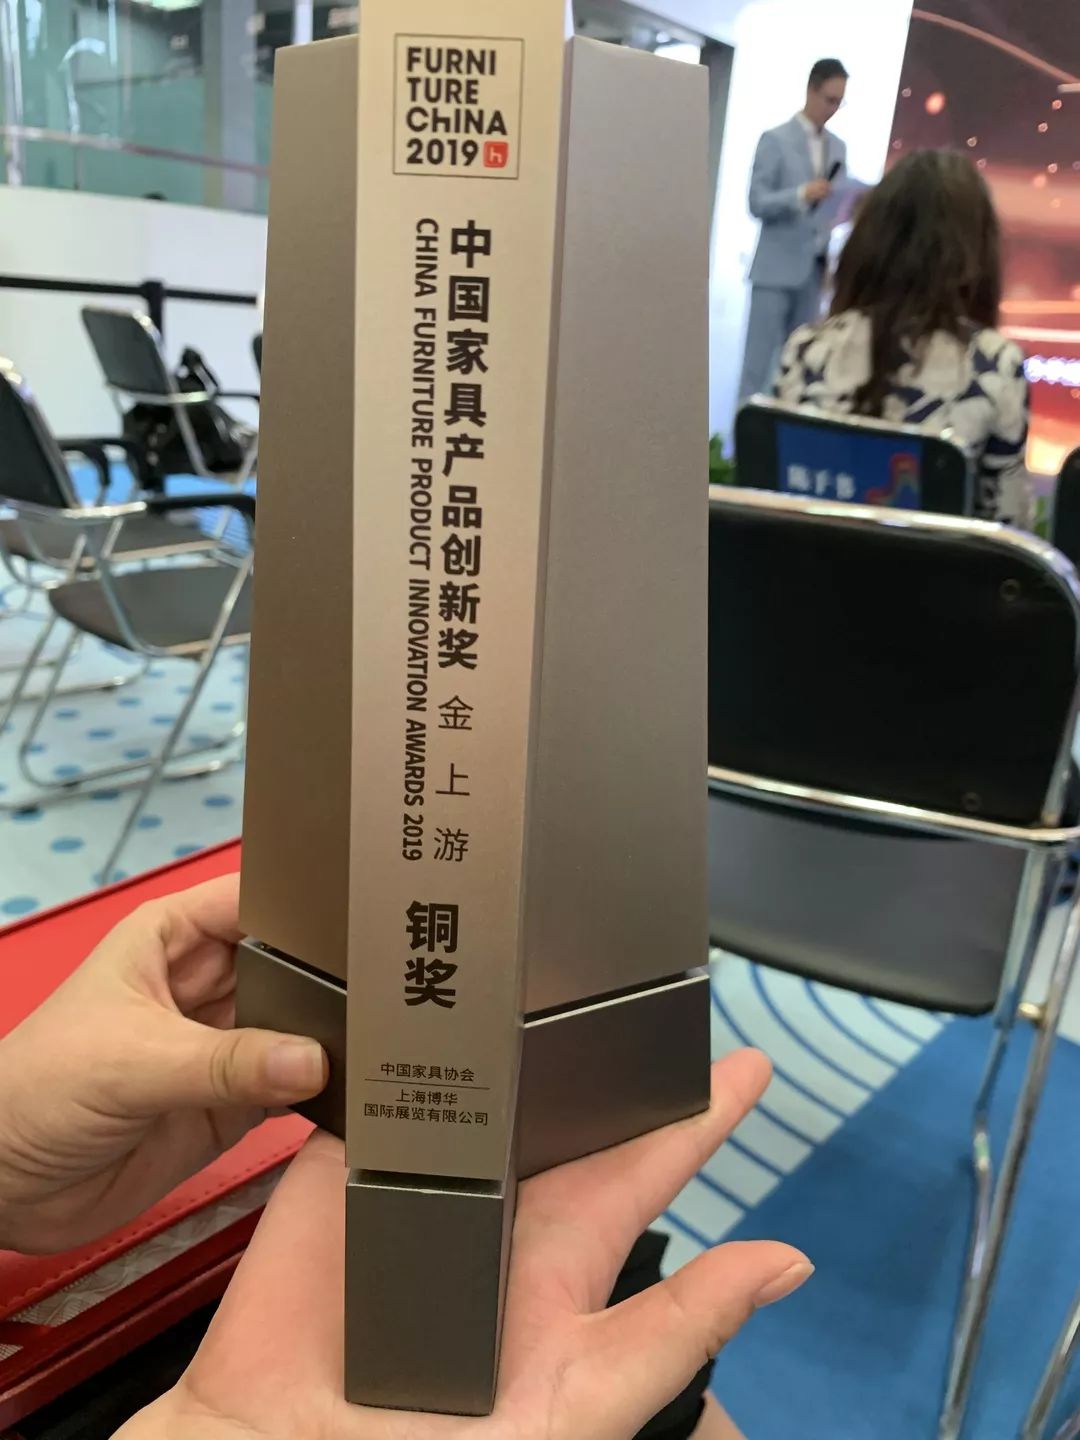 FURNI
TURE
CHINA
2019 h
中国家具产品创新奖 金上游
CHINA FURNITURE PRODUCT INNOVATION AWARDS 2019
铜奖
中国家具协会
上海博华
国际展览有限公司